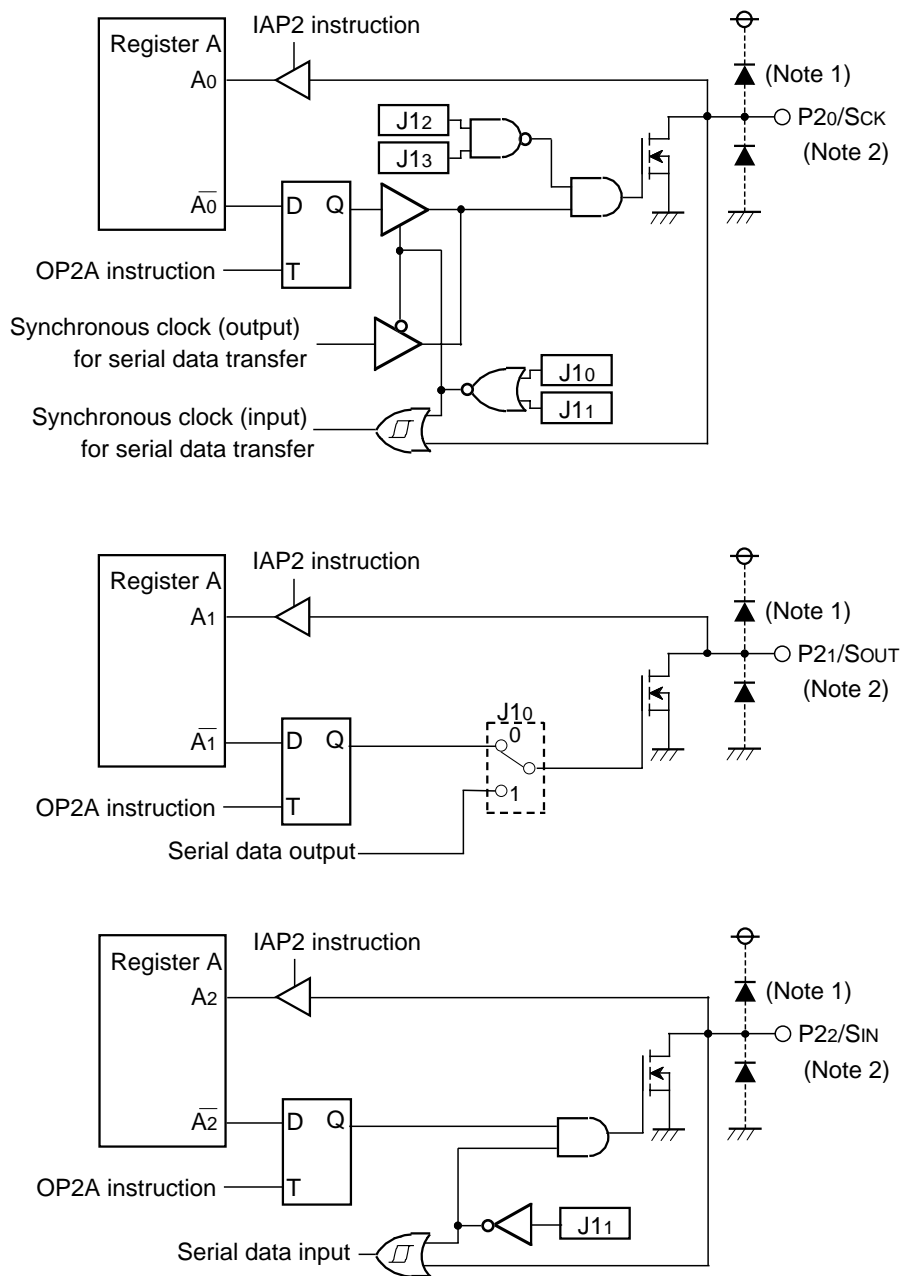 IAP2 instruction
Register A
A0
(Note 1)
J12
P20/SCK
J13
(Note 2)
A0
D Q
OP2A instruction
T
Synchronous clock (output)
for serial data transfer
J10
J11
Synchronous clock (input)
for serial data transfer
IAP2 instruction
Register A
A1
(Note 1)
P21/SOUT
(Note 2)
J10
0
A1
D Q
OP2A instruction
T
1
Serial data output
IAP2 instruction
Register A
A2
(Note 1)
P22/SIN
(Note 2)
A2
D Q
OP2A instruction
T
J11
Serial data input